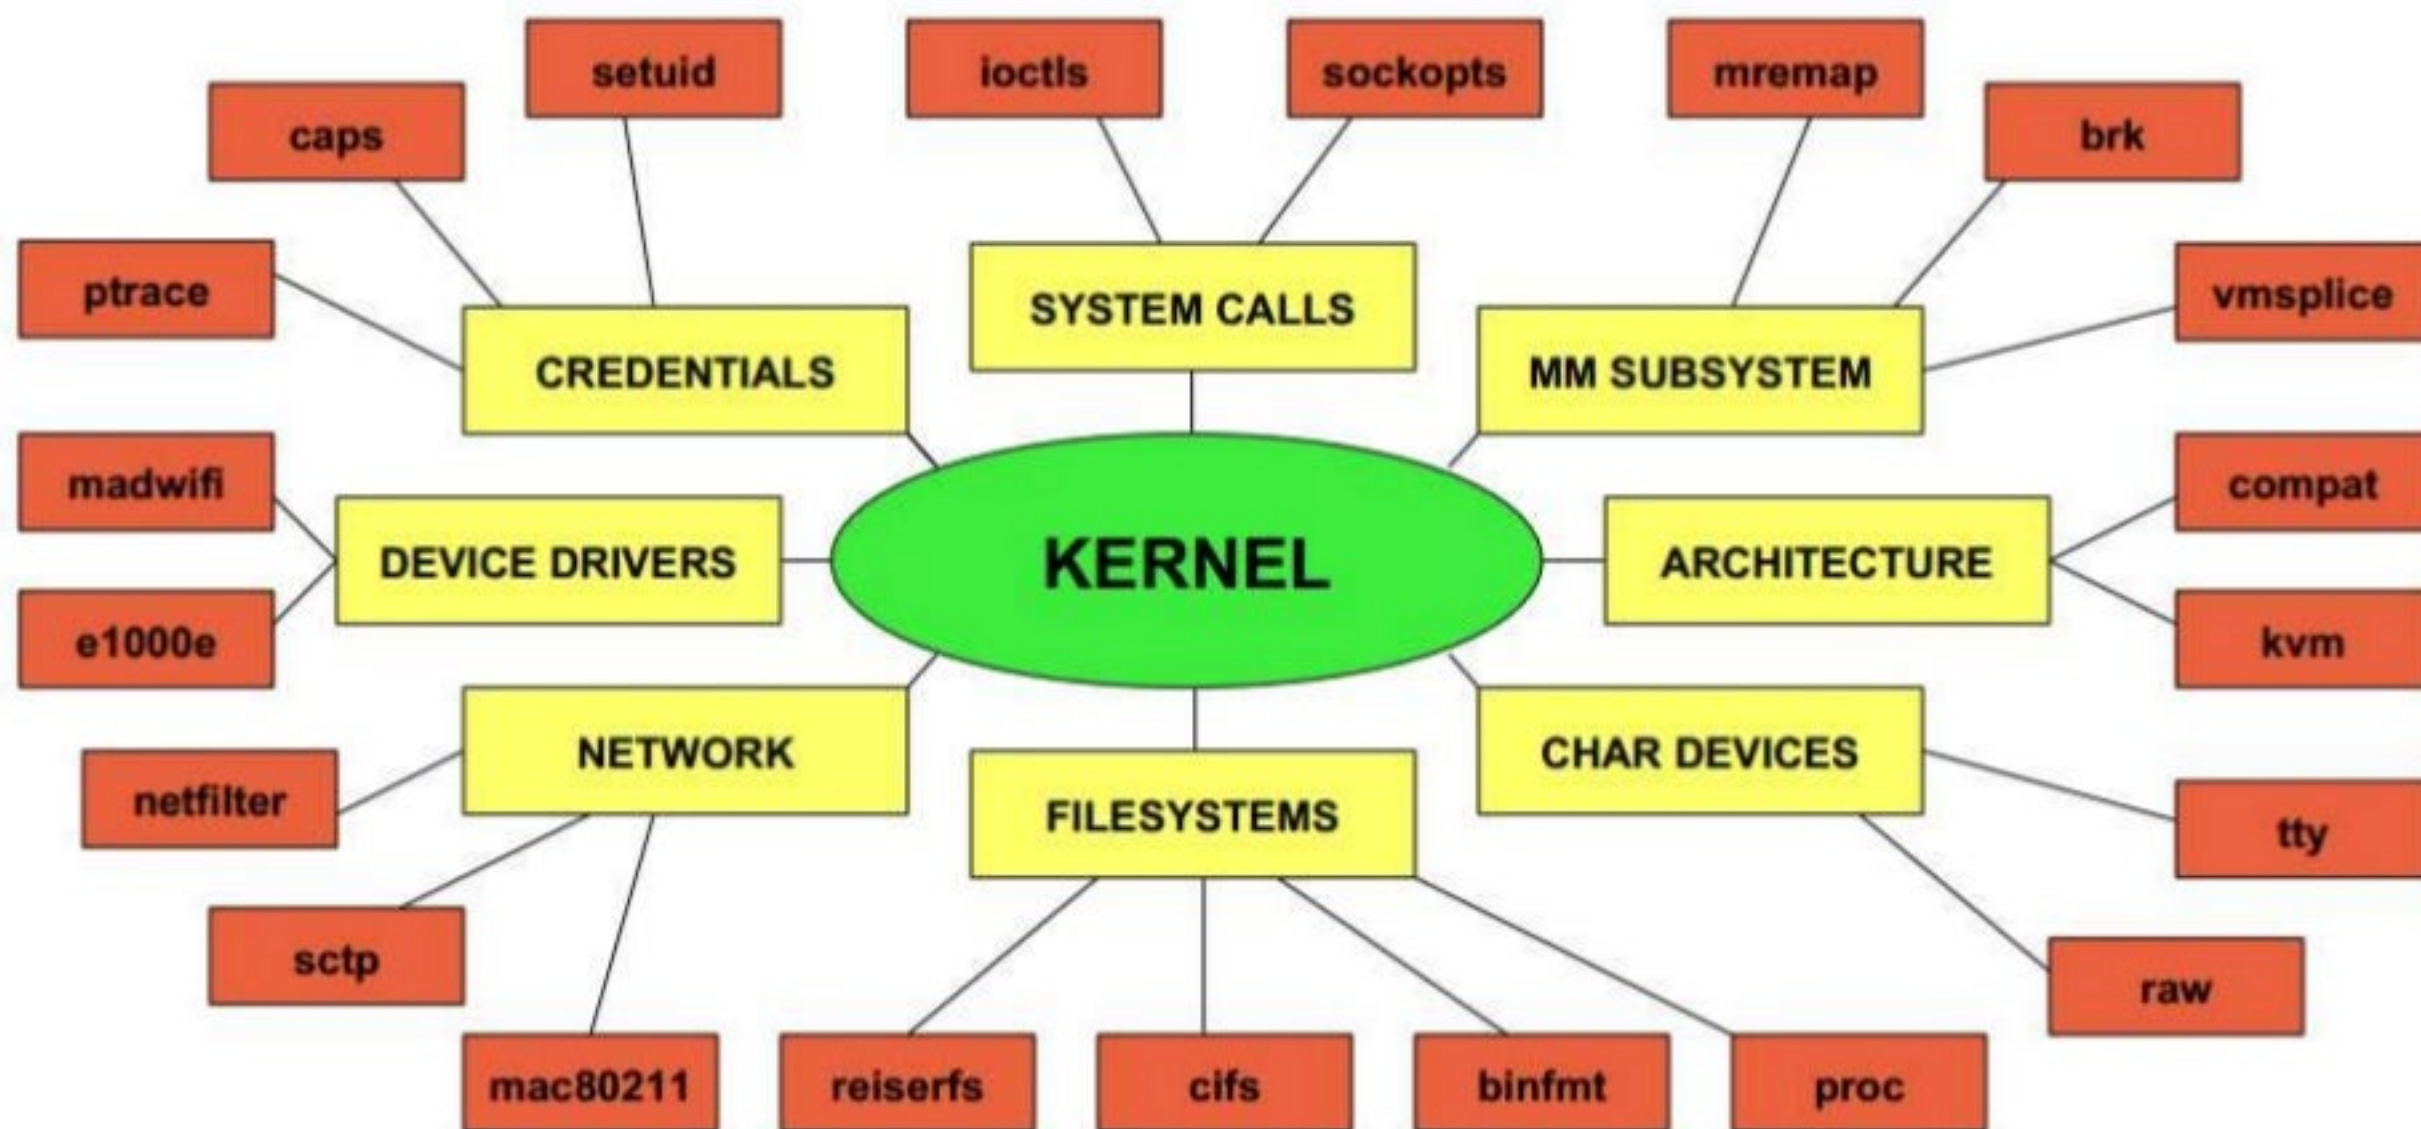 setuid
ioctls
sockopts
mremap
caps
brk
ptrace
vmsplice
SYSTEM CALLS
CREDENTIALS
MM SUBSYSTEM
madwifi
compat
DEVICE DRIVERS
KERNEL
ARCHITECTURE
e1000e
kvm
NETWORK
CHAR DEVICES
netfilter
FILESYSTEMS
tty
sctp
raw
mac80211
reiserfs
cifs
binfmt
proc